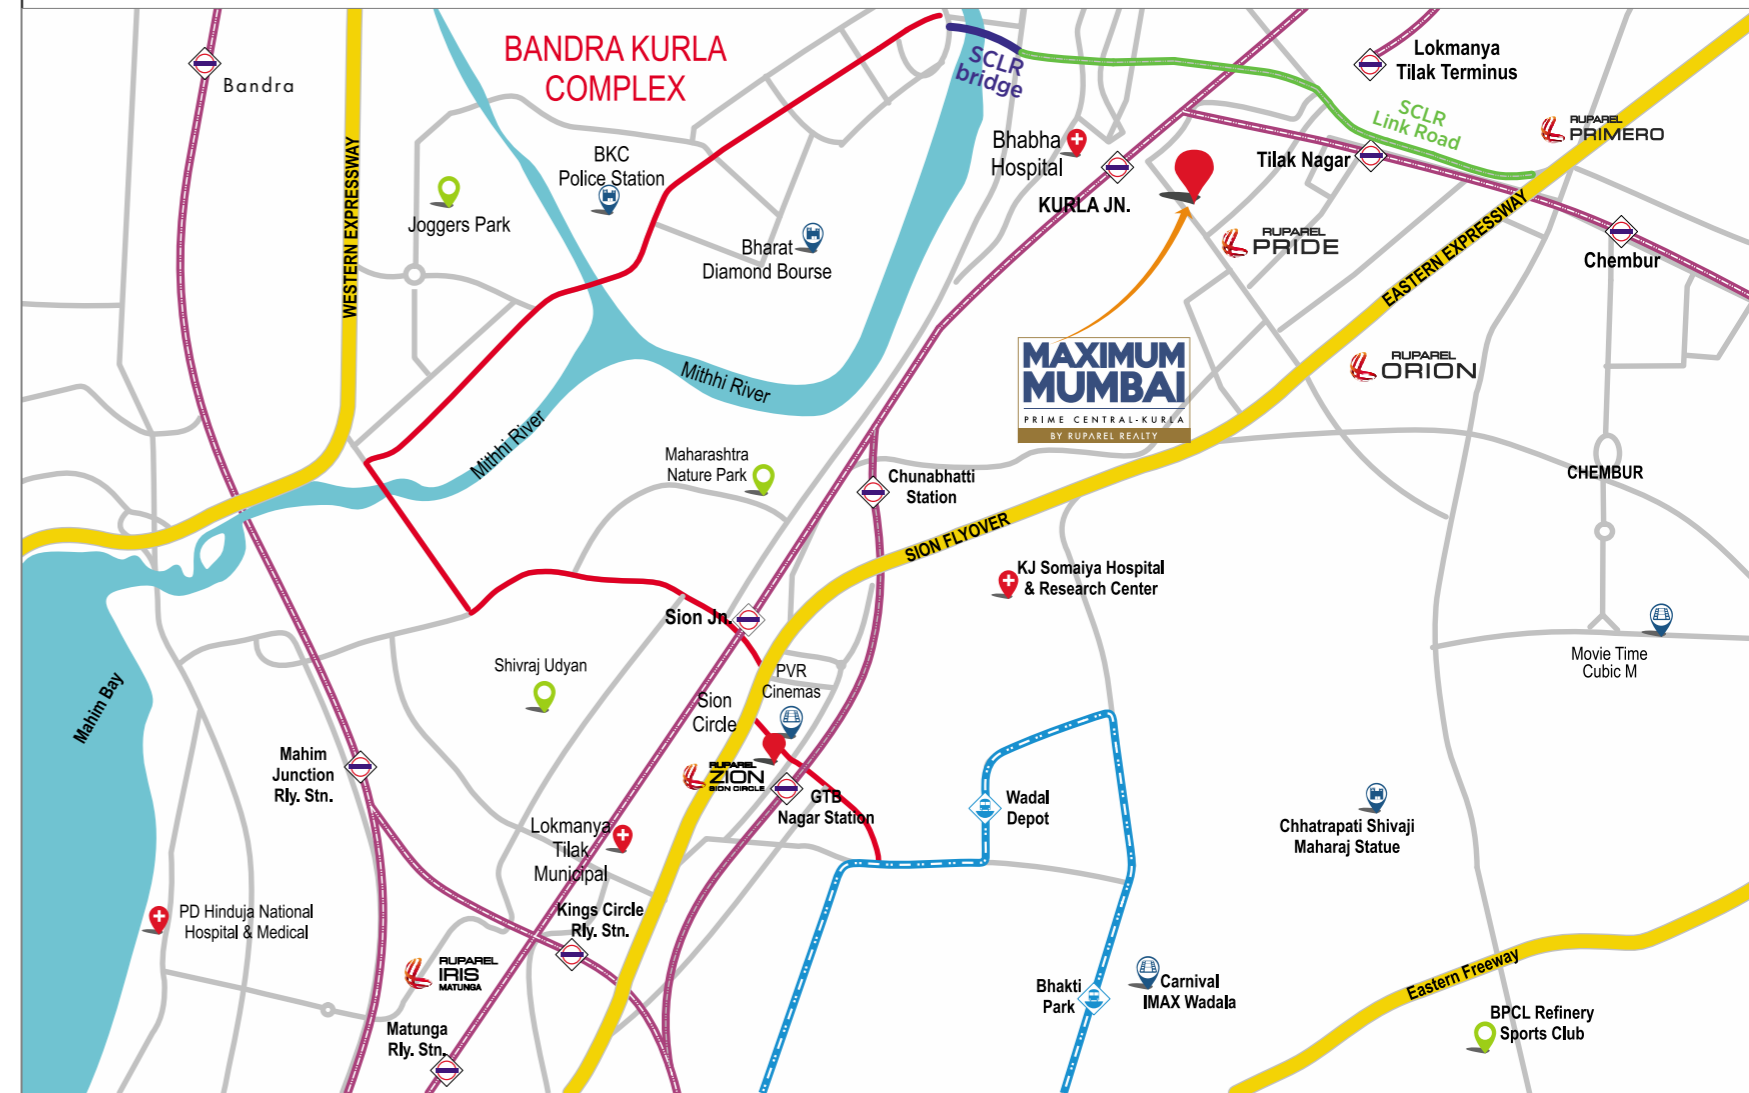 BANDRA KURLA
COMPLEX
Bandra
WESTERN EXPRESSWAY
Joggers Park
BKC
Police Station
Bharat
Diamond Bourse
SCLR
bridge
Bhabha
Hospital
KURLA JN.
Lokmanya
Tilak Terminus
SCLR
Link Road
Tilak Nagar
RUPAREL
PRIMERO
RUPAREL
PRIDE
EASTERN EXPRESSWAY
Chembur
RUPAREL
ORION
MAXIMUM
MUMBAI
PRIME CENTRAL-KURLA
BY RUPAREL REALTY
Mithhi River
Mithhi River
Maharashtra
Nature Park
Chunabhatti
Station
CHEMBUR
SION FLYOVER
KJ Somaiya Hospital
& Research Center
Sion Jn.
Shivraj Udyan
PVR
Cinemas
Sion
Circle
Movie Time
Cubic M
Mahim Bay
Mahim
Junction
Rly. Stn.
RUPAREL
ZION
SION CIRCLE
GTB
Nagar Station
Wadal
Depot
Lokmanya
Tilak
Municipal
Chhatrapati Shivaji
Maharaj Statue
PD Hinduja National
Hospital & Medical
Kings Circle
Rly. Stn.
RUPAREL
IRIS
MATUNGA
Bhakti
Park
Carnival
IMAX Wadala
Eastern Freeway
BPCL Refinery
Sports Club
Matunga
Rly. Stn.